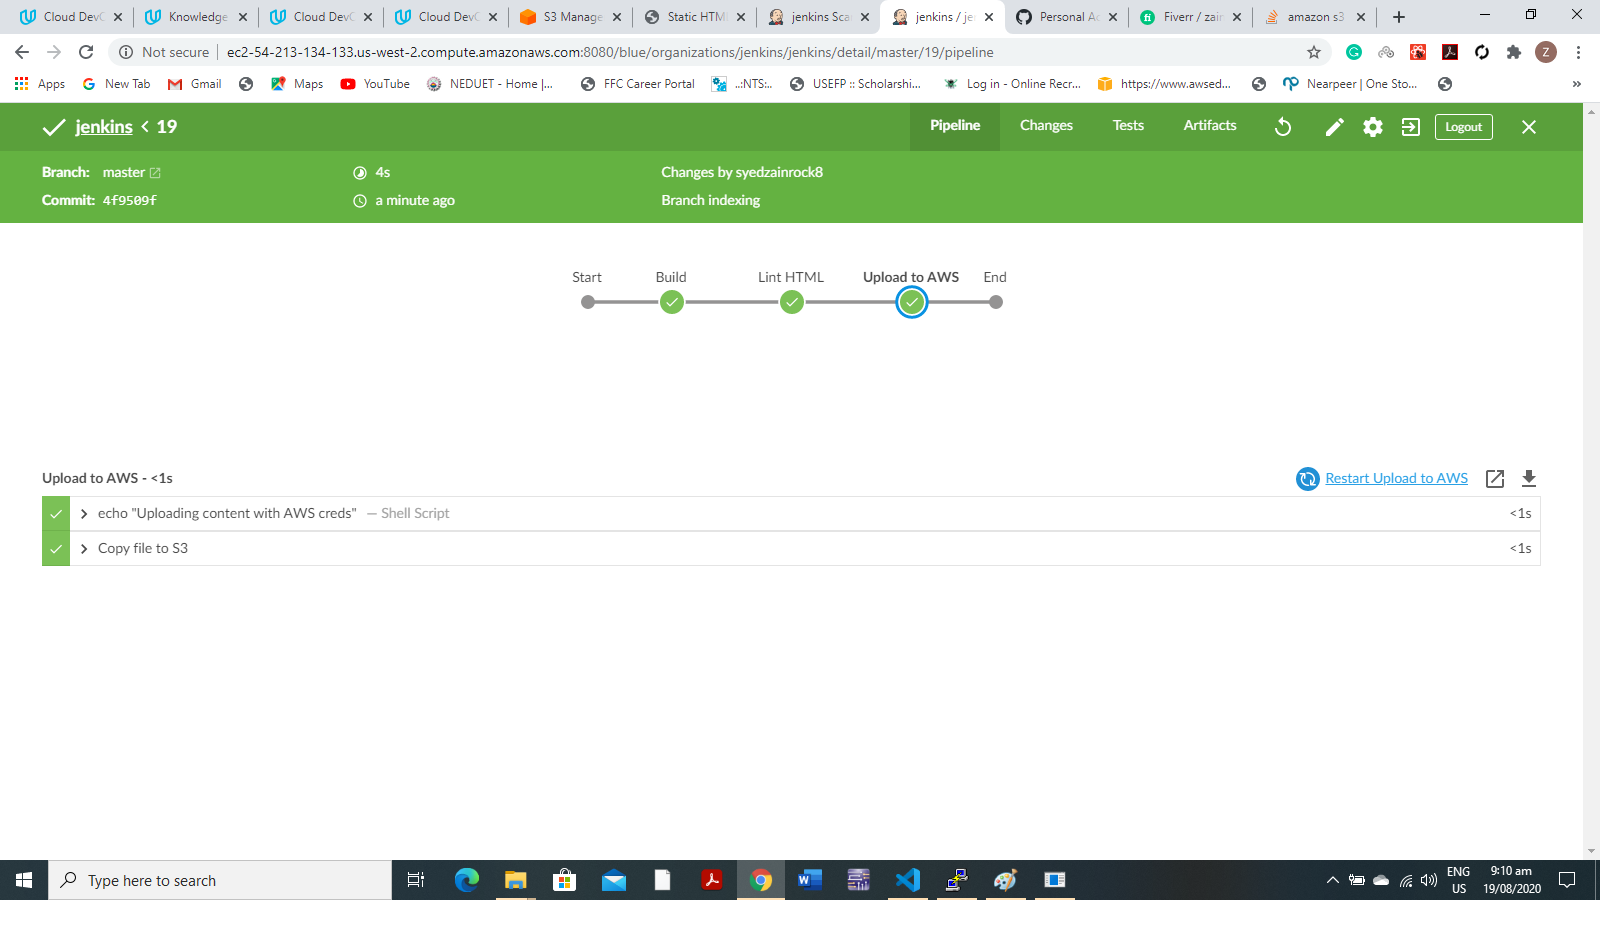 Cloud DevO
Knowledge
Cloud DevO
Cloud DevO
S3 Manage
Static HTML
jenkins Sca
jenkins / je
Personal Ac
Fiverr / zair
amazon s3
Not secure
ec2-54-213-134-133.us-west-2.compute.amazonaws.com:8080/blue/organizations/jenkins/jenkins/detail/master/19/pipeline
Z
Apps
New Tab
Gmail
Maps
YouTube
NEDUET - Home |...
FFC Career Portal
..:NTS:..
USEFP :: Scholarshi...
Log in - Online Recr...
https://www.awsed...
Nearpeer | One Sto...
»
jenkins < 19
Pipeline
Changes
Tests
Artifacts
Logout
Branch: master
4s
Changes by syedzainrock8
Commit: 4f9509f
a minute ago
Branch indexing
Start
Build
Lint HTML
Upload to AWS
End
Upload to AWS - <1s
Restart Upload to AWS
echo "Uploading content with AWS creds" — Shell Script
<1s
Copy file to S3
<1s
Type here to search
ENG
US
9:10 am
19/08/2020